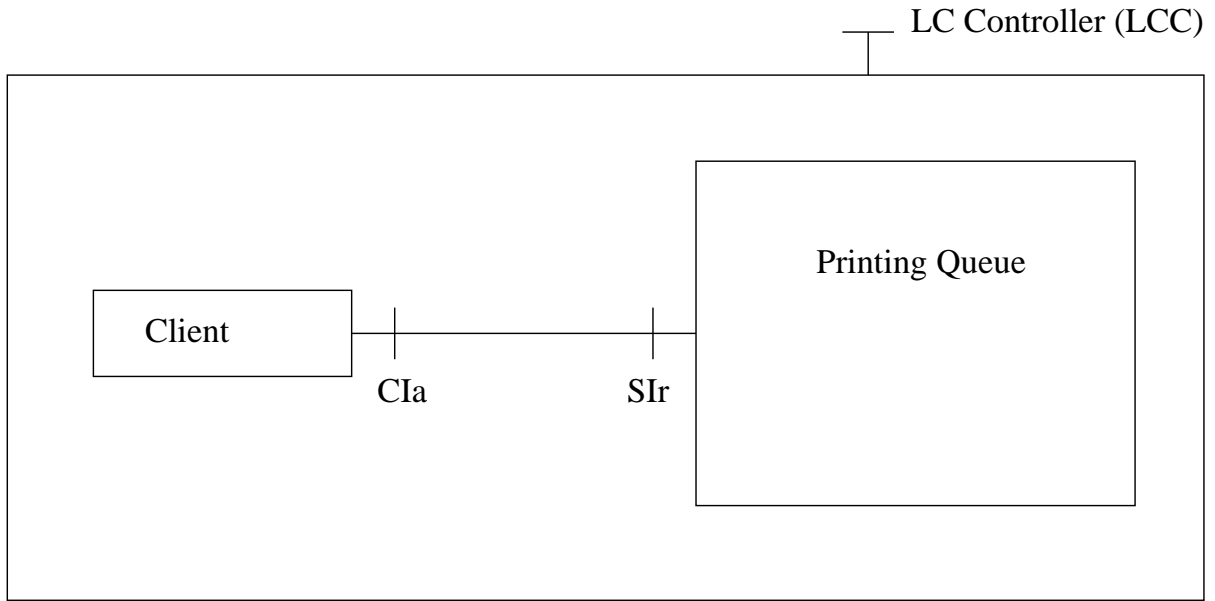 LC Controller (LCC)
Printing Queue
Client
CIa
SIr